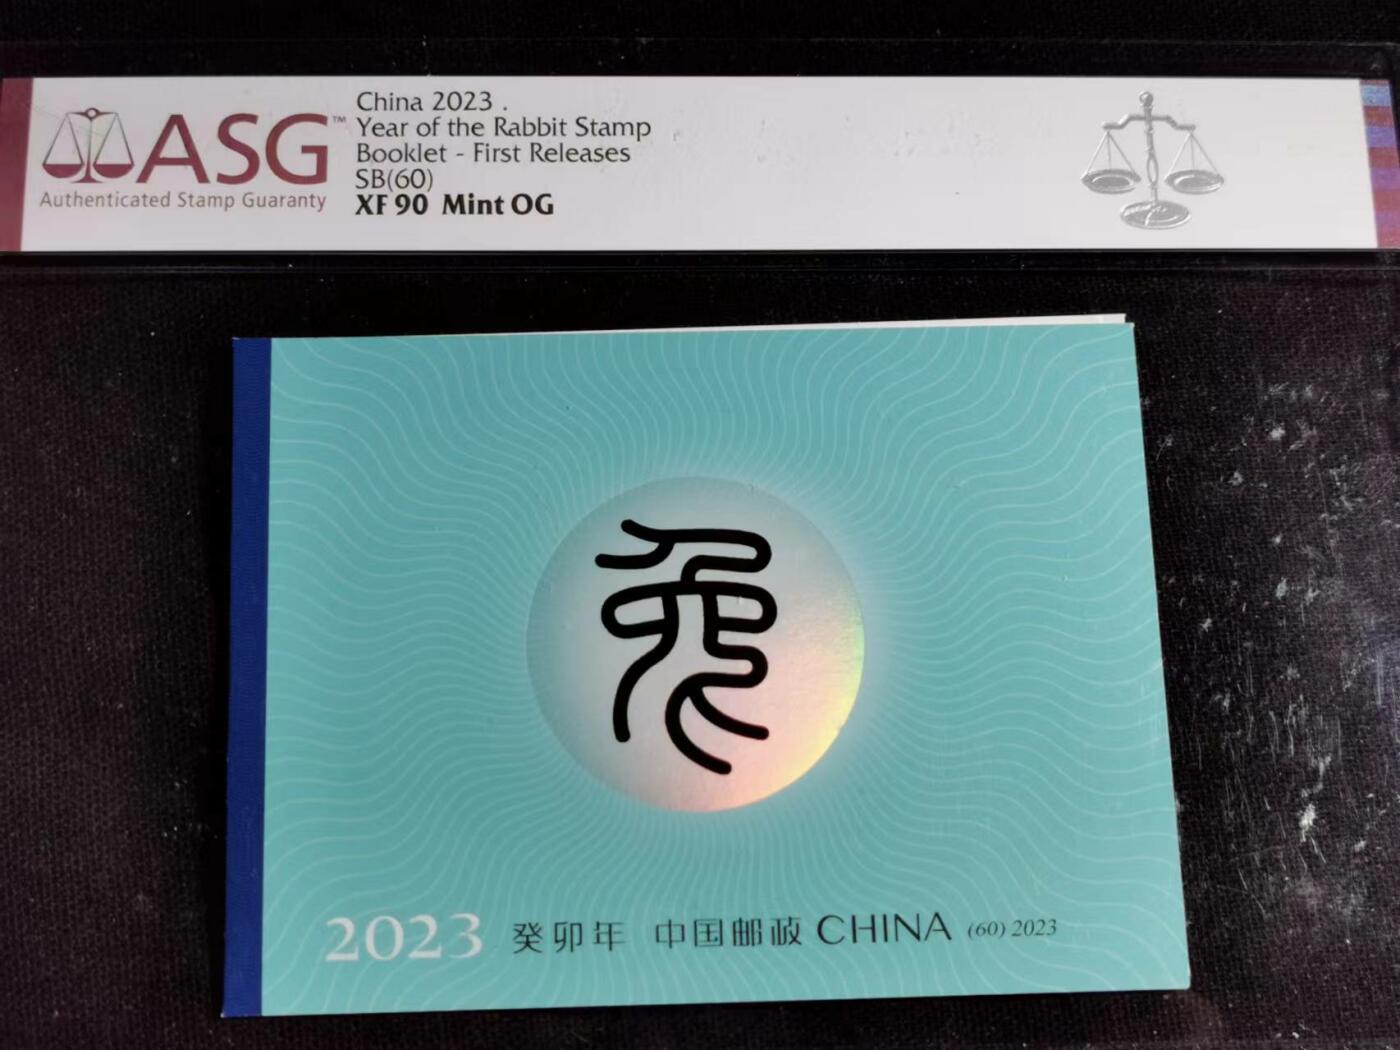 ASG™
Authenticated Stamp Guaranty
China 2023 .
Year of the Rabbit Stamp
Booklet - First Releases
SB(60)
XF 90 Mint OG
兔
2023 癸卯年 中国邮政 CHINA (60) 2023